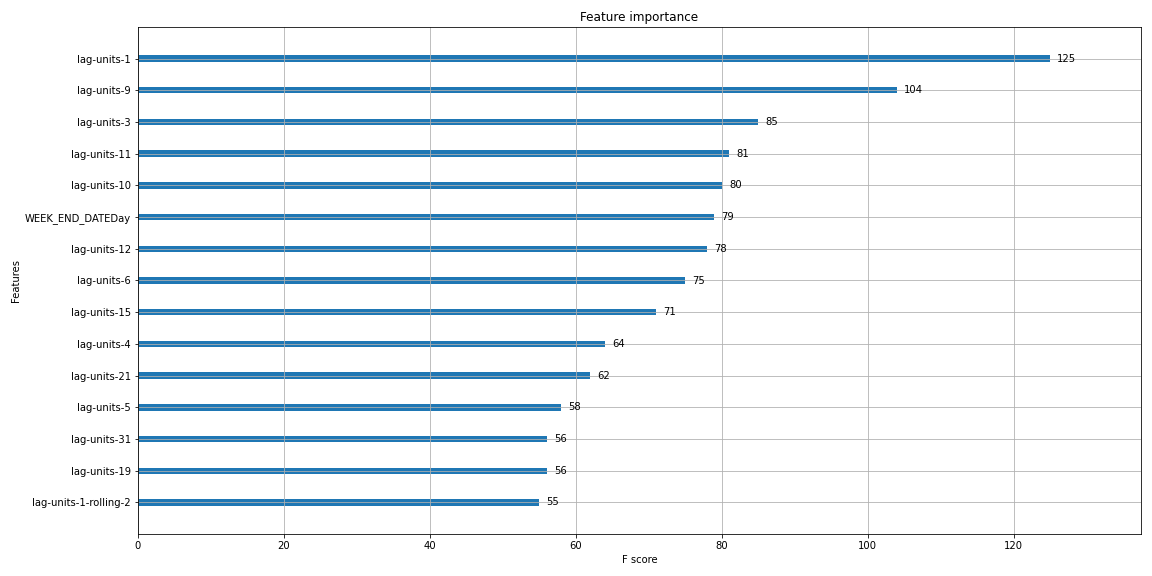 Feature importance
Features
lag-units-1 125
lag-units-9 104
lag-units-3 85
lag-units-11 81
lag-units-10 80
WEEK_END_DATEDay 79
lag-units-12 78
lag-units-6 75
lag-units-15 71
lag-units-4 64
lag-units-21 62
lag-units-5 58
lag-units-31 56
lag-units-19 56
lag-units-1-rolling-2 55
0 20 40 60 80 100 120
F score